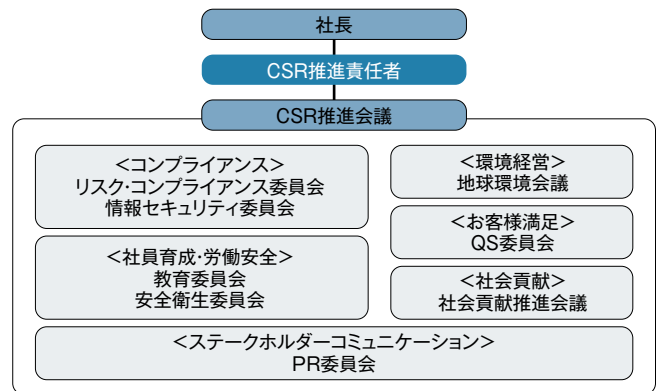 社長
CSR推進責任者
CSR推進会議
＜コンプライアンス＞
リスク・コンプライアンス委員会
情報セキュリティ委員会
＜社員育成・労働安全＞
教育委員会
安全衛生委員会
＜環境経営＞
地球環境会議
＜お客様満足＞
QS委員会
＜社会貢献＞
社会貢献推進会議
＜ステークホルダーコミュニケーション＞
PR委員会